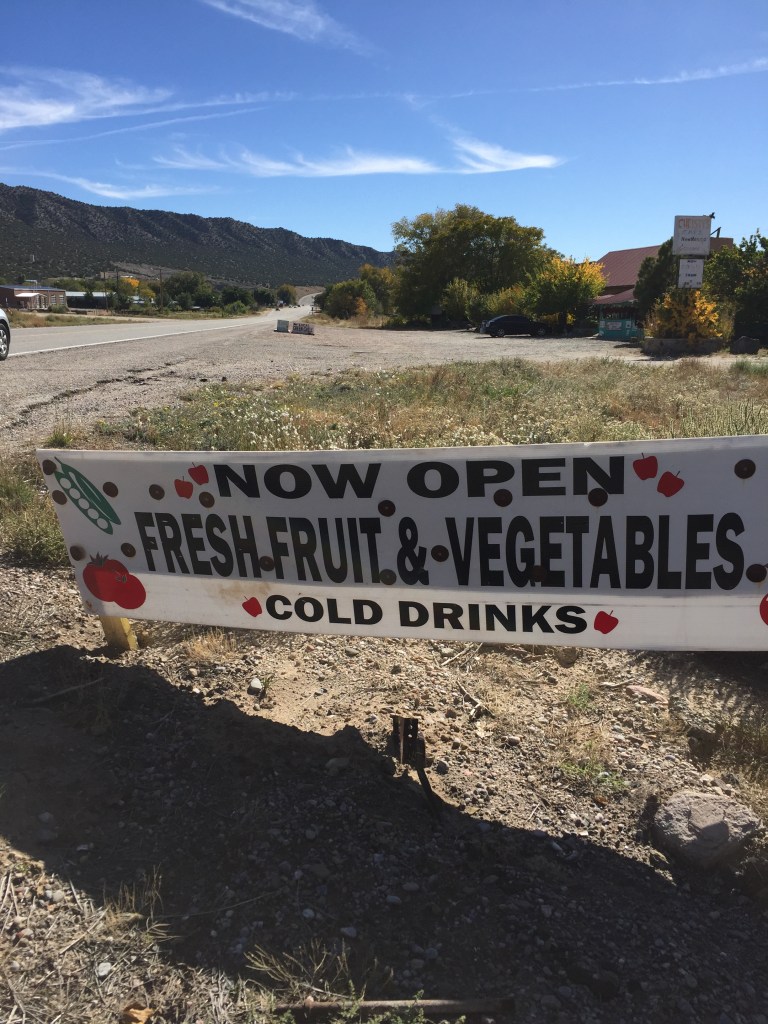 NOW OPEN
FRESH FRUIT & VEGETABLES
COLD DRINKS